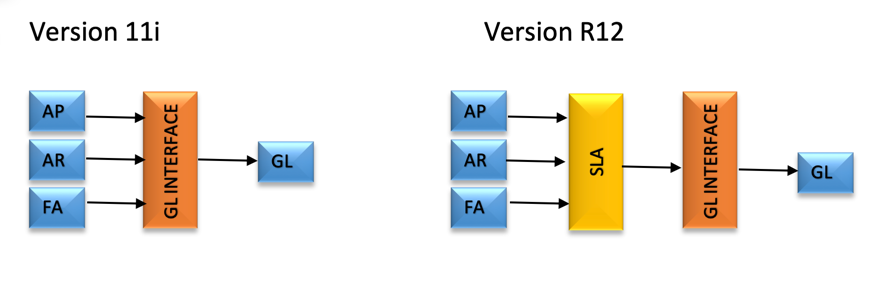 Version 11i
AP
AR
FA
GL INTERFACE
GL
Version R12
AP
AR
FA
SLA
GL INTERFACE
GL